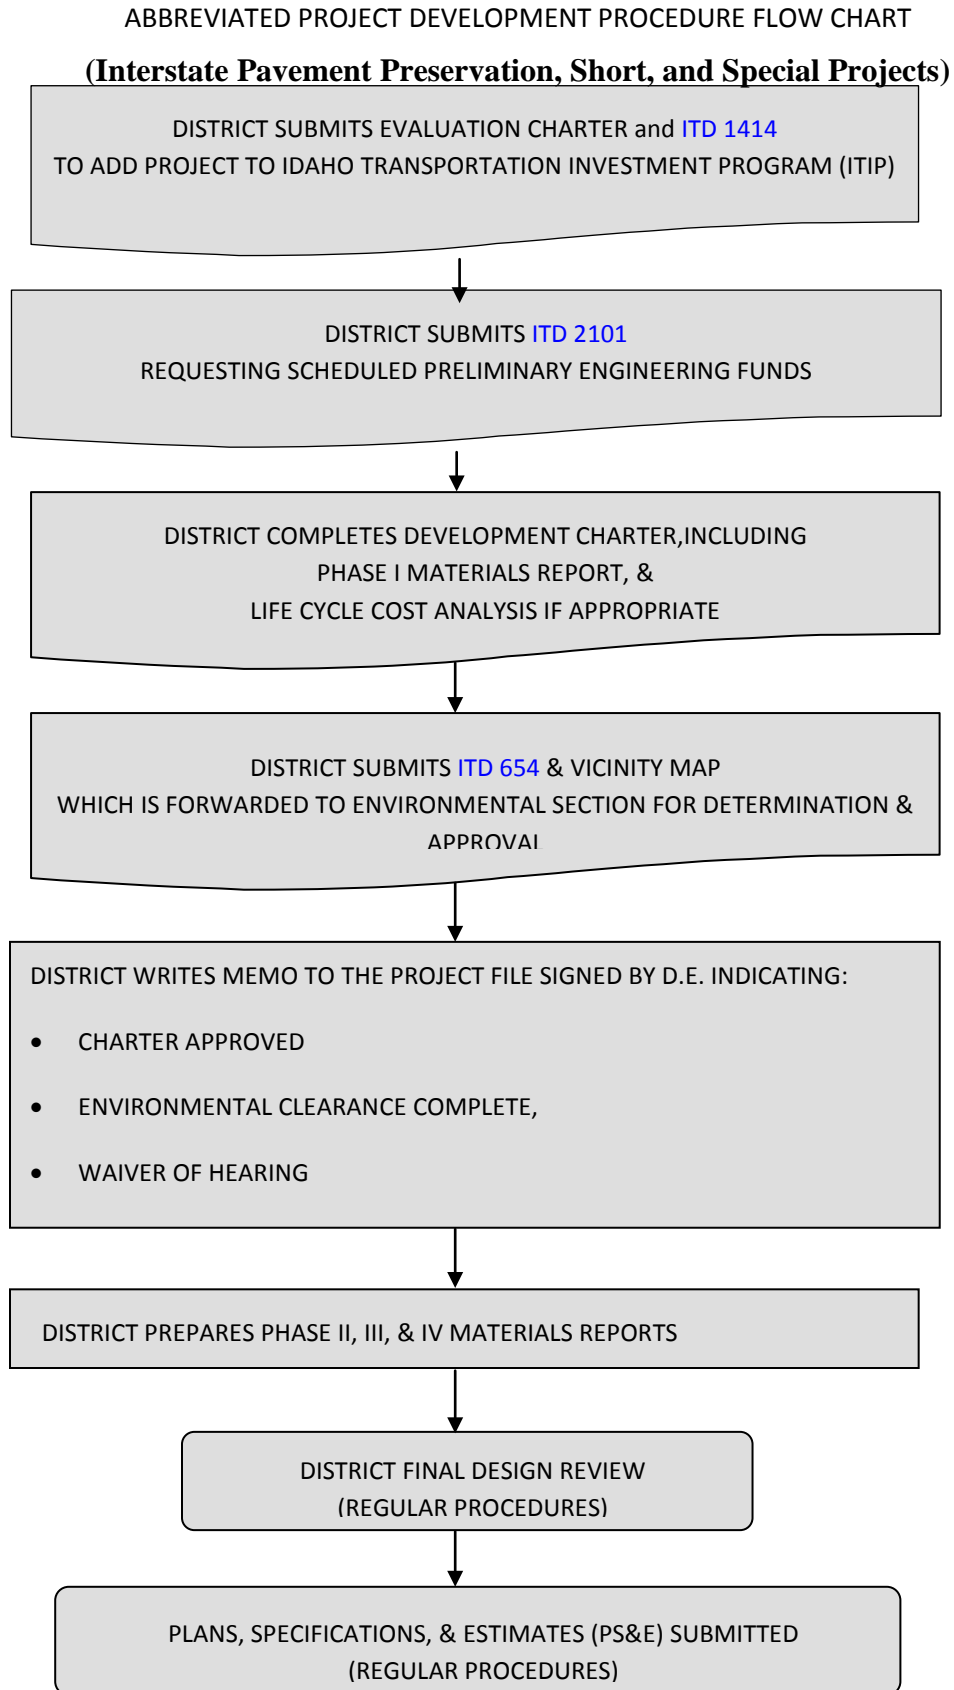 ABBREVIATED PROJECT DEVELOPMENT PROCEDURE FLOW CHART
(Interstate Pavement Preservation, Short, and Special Projects)
DISTRICT SUBMITS EVALUATION CHARTER and ITD 1414
TO ADD PROJECT TO IDAHO TRANSPORTATION INVESTMENT PROGRAM (ITIP)
DISTRICT SUBMITS ITD 2101
REQUESTING SCHEDULED PRELIMINARY ENGINEERING FUNDS
DISTRICT COMPLETES DEVELOPMENT CHARTER,INCLUDING
PHASE I MATERIALS REPORT, &
LIFE CYCLE COST ANALYSIS IF APPROPRIATE
DISTRICT SUBMITS ITD 654 & VICINITY MAP
WHICH IS FORWARDED TO ENVIRONMENTAL SECTION FOR DETERMINATION &
APPROVAL
DISTRICT WRITES MEMO TO THE PROJECT FILE SIGNED BY D.E. INDICATING:
• CHARTER APPROVED
• ENVIRONMENTAL CLEARANCE COMPLETE,
• WAIVER OF HEARING
DISTRICT PREPARES PHASE II, III, & IV MATERIALS REPORTS
DISTRICT FINAL DESIGN REVIEW
(REGULAR PROCEDURES)
PLANS, SPECIFICATIONS, & ESTIMATES (PS&E) SUBMITTED
(REGULAR PROCEDURES)